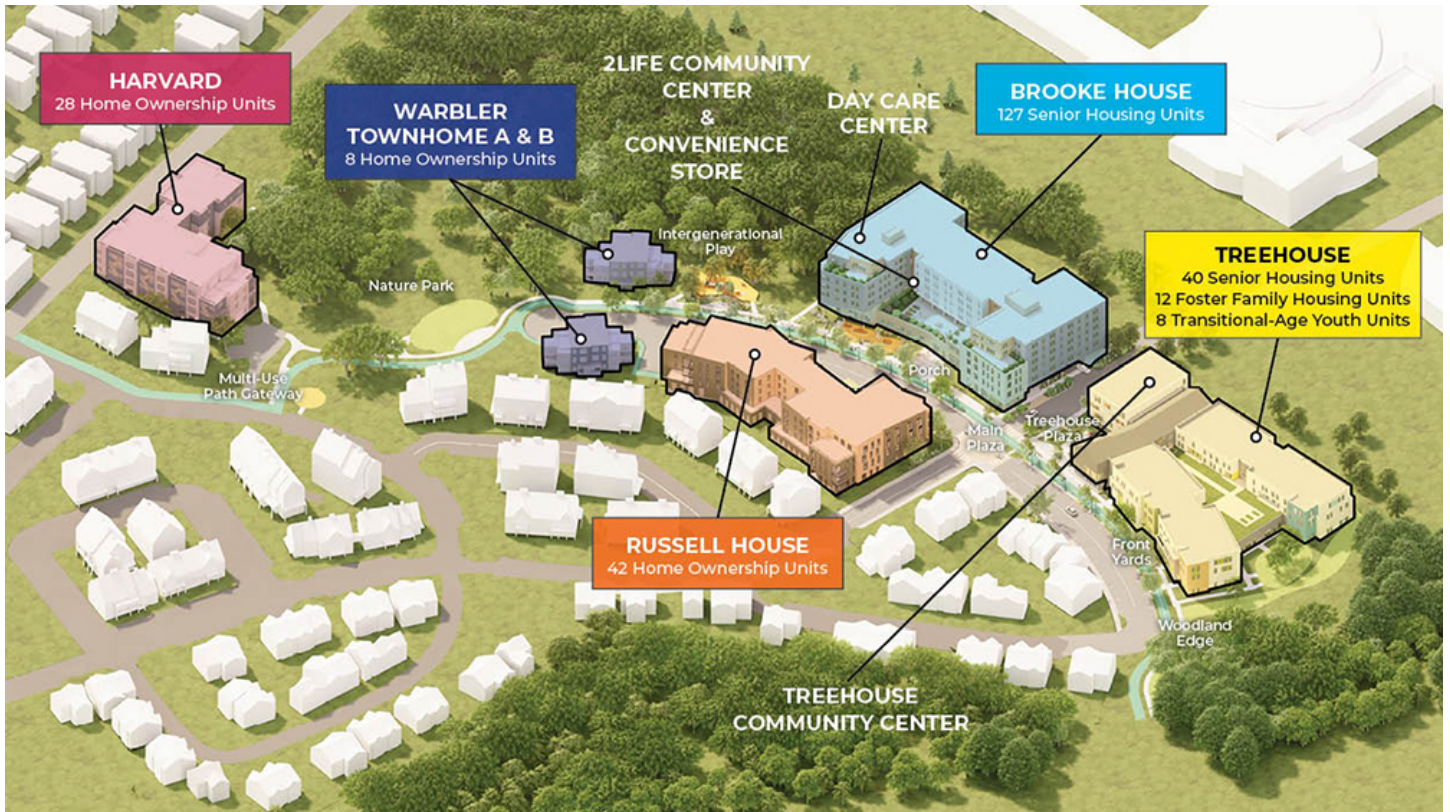 HARVARD
28 Home Ownership Units
WARBLER
TOWNHOME A & B
8 Home Ownership Units
2LIFE COMMUNITY
CENTER
&
CONVENIENCE
STORE
DAY CARE
CENTER
BROOKE HOUSE
127 Senior Housing Units
TREEHOUSE
40 Senior Housing Units
12 Foster Family Housing Units
8 Transitional-Age Youth Units
Intergenerational
Play
Nature Park
Multi-Use
Path Gateway
Porch
Main
Plaza
Treehouse
Plaza
RUSSELL HOUSE
42 Home Ownership Units
Front
Yards
Woodland
Edge
TREEHOUSE
COMMUNITY CENTER